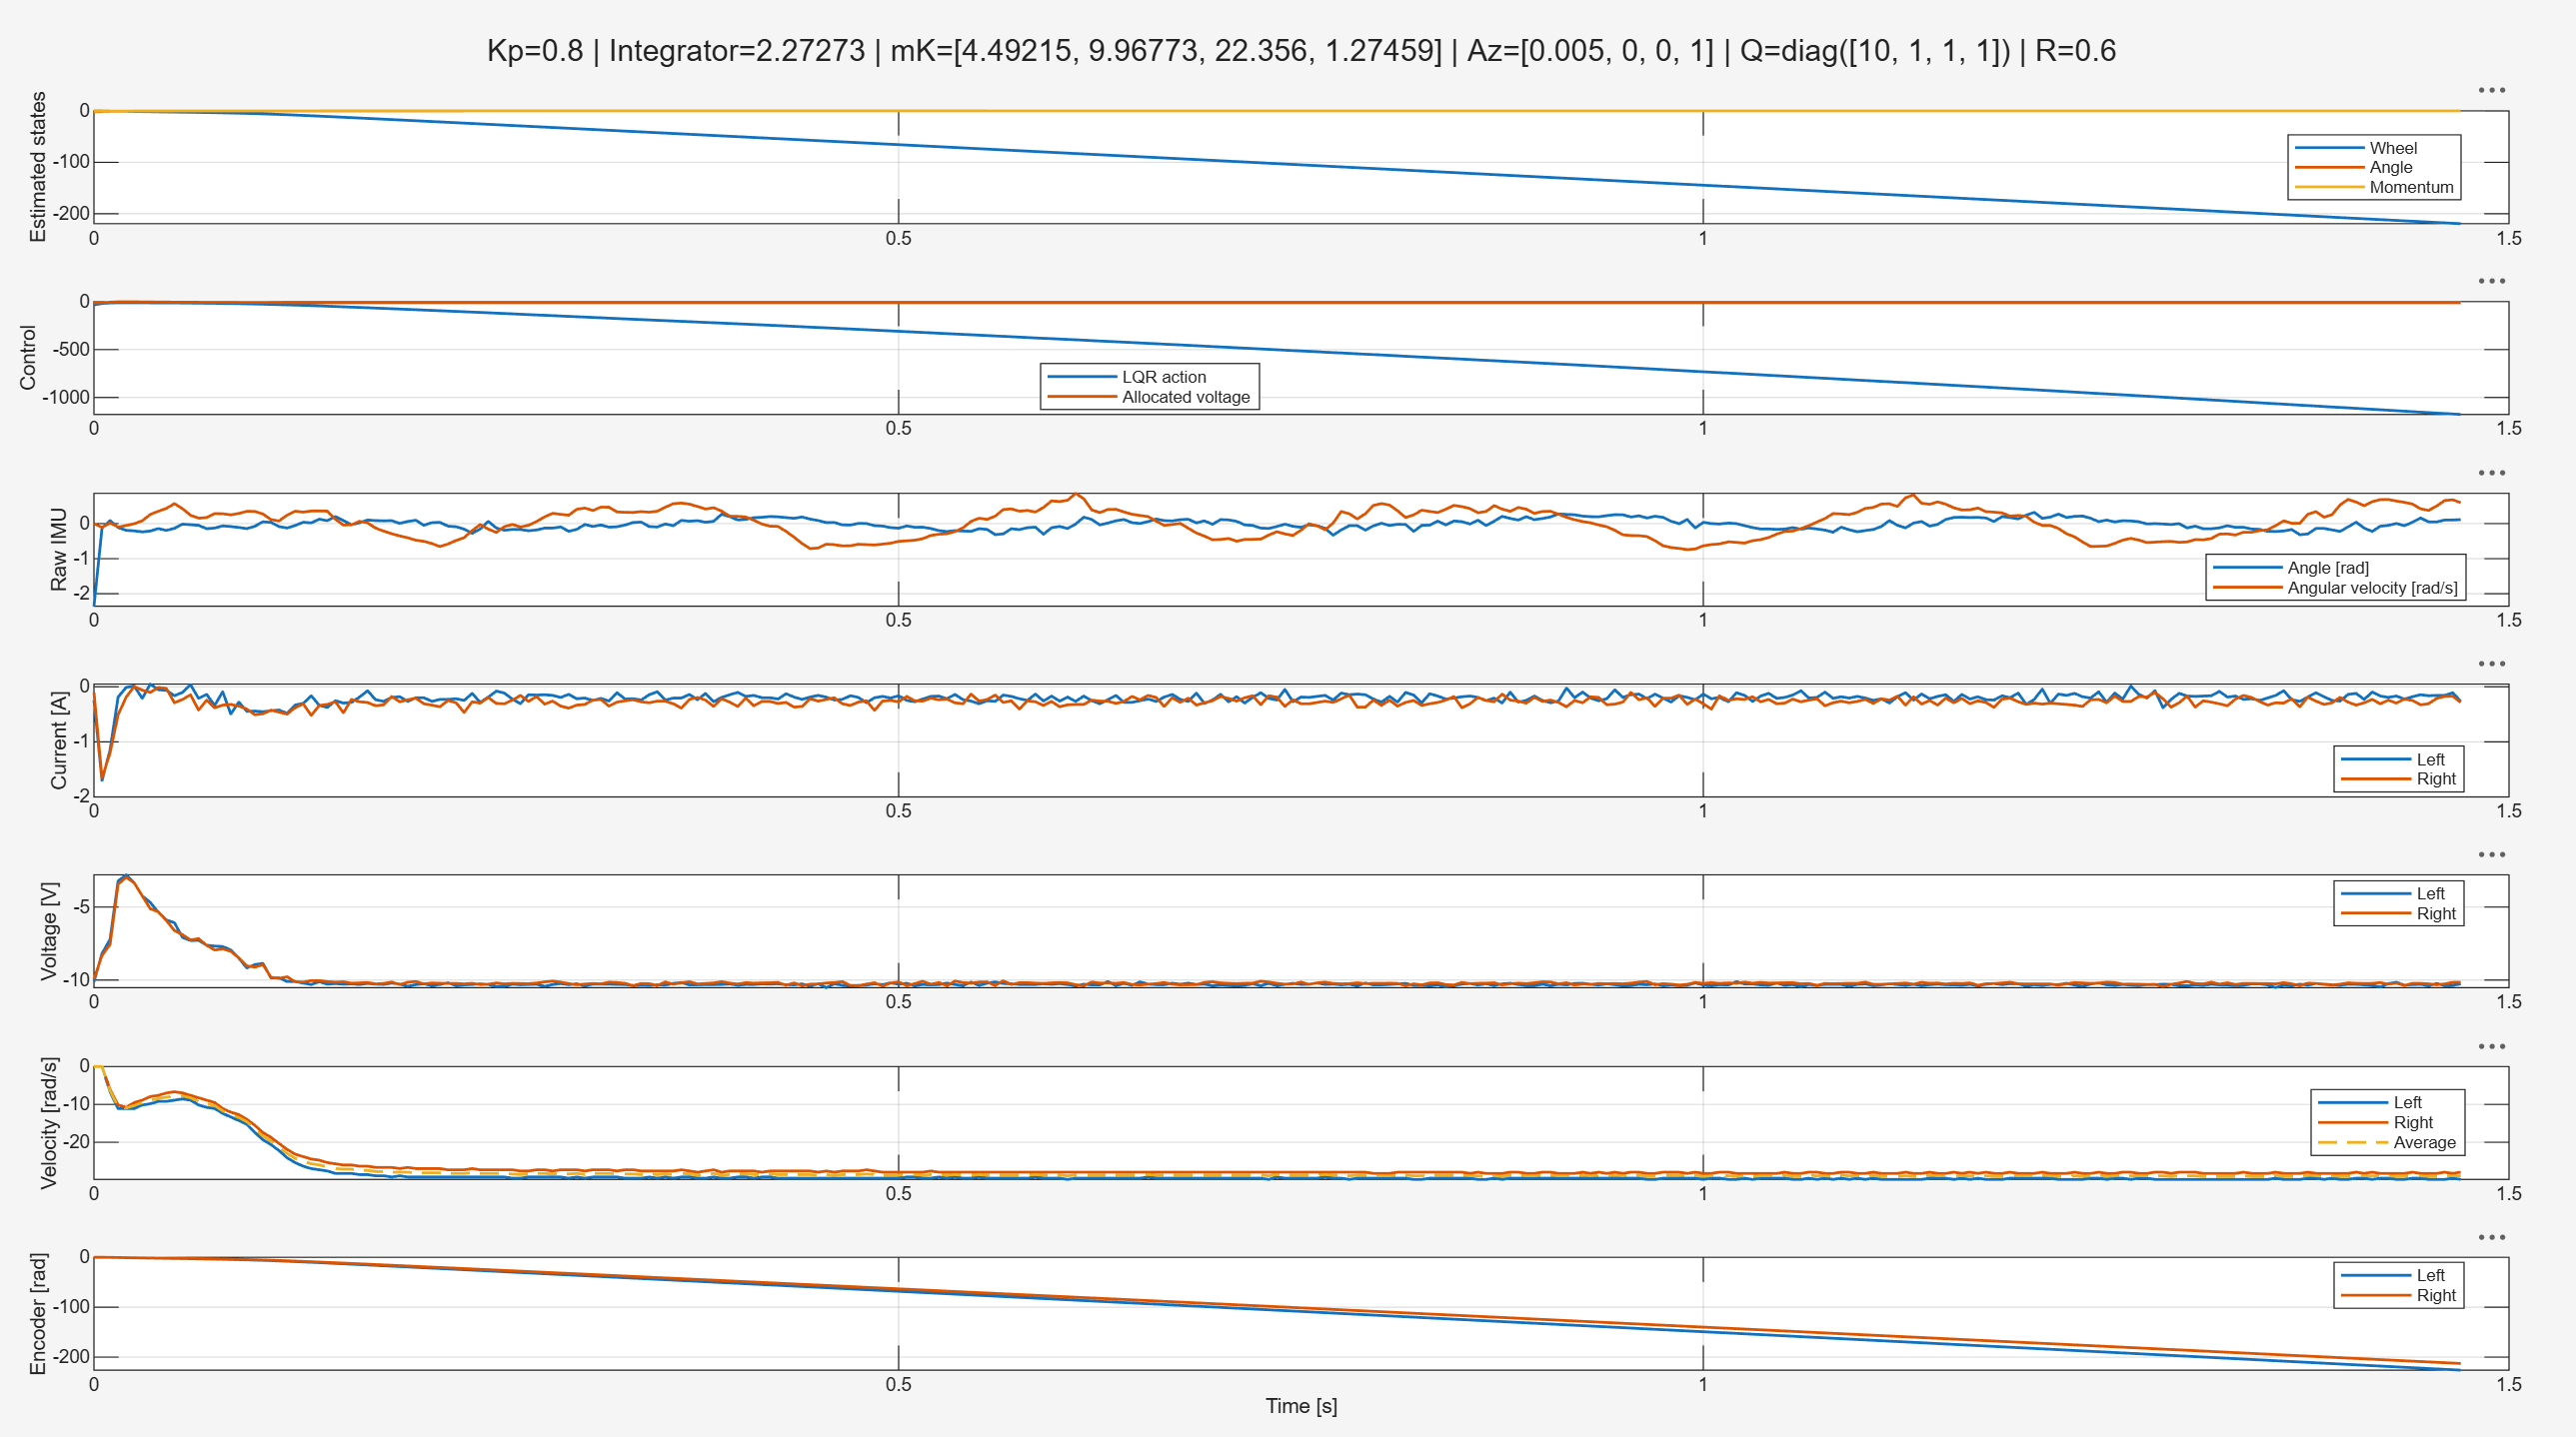 Kp=0.8 | Integrator=2.27273 | mK=[4.49215, 9.96773, 22.356, 1.27459] | Az=[0.005, 0, 0, 1] | Q=diag([10, 1, 1, 1]) | R=0.6
Estimated states
0
-100
-200
Wheel
Angle
Momentum
0 0.5 1 1.5
Control
0
-500
-1000
LQR action
Allocated voltage
0 0.5 1 1.5
Raw IMU
0
-1
-2
Angle [rad]
Angular velocity [rad/s]
0 0.5 1 1.5
Current [A]
0
-1
-2
Left
Right
0 0.5 1 1.5
Voltage [V]
-5
-10
Left
Right
0 0.5 1 1.5
Velocity [rad/s]
0
-10
-20
Left
Right
Average
0 0.5 1 1.5
Encoder [rad]
0
-100
-200
Left
Right
0 0.5 1 1.5
Time [s]